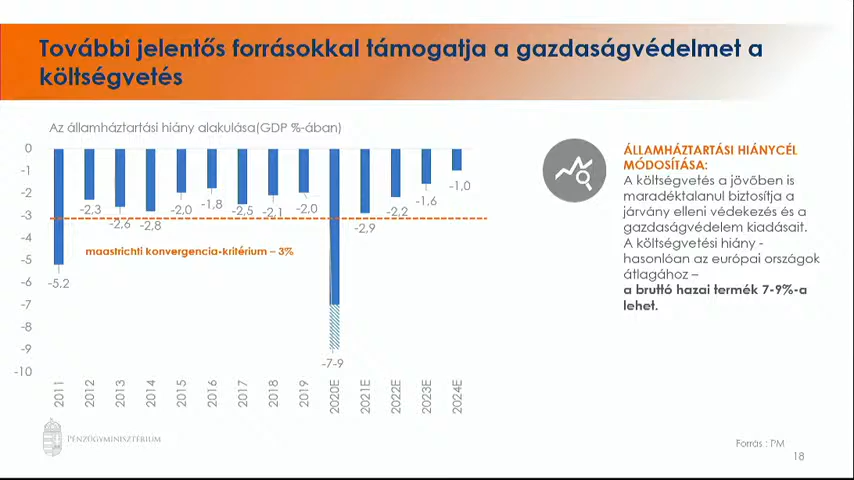 További jelentős forrásokkal támogatja a gazdaságvédelmet a
költségvetés
Az államháztartási hiány alakulása(GDP %-ában)
0
-1
-2
-3
-4
-5
-6
-7
-8
-9
-10
-5,2
-2,3
-2,6
-2,8
-2,0
-1,8
-2,5
-2,1
-2,0
-7-9
-2,9
-2,2
-1,6
-1,0
maastrichti konvergencia-kritérium – 3%
2011
2012
2013
2014
2015
2016
2017
2018
2019
2020E
2021E
2022E
2023E
2024E
ÁLLAMHÁZTARTÁSI HIÁNYCÉL
MÓDOSÍTÁSA:
A költségvetés a jövőben is
maradéktalanul biztosítja a
járvány elleni védekezés és a
gazdaságvédelem kiadásait.
A költségvetési hiány -
hasonlóan az európai országok
átlagához –
a bruttó hazai termék 7-9%-a
lehet.
PÉNZÜGYMINISZTÉRIUM
Forrás : PM
18